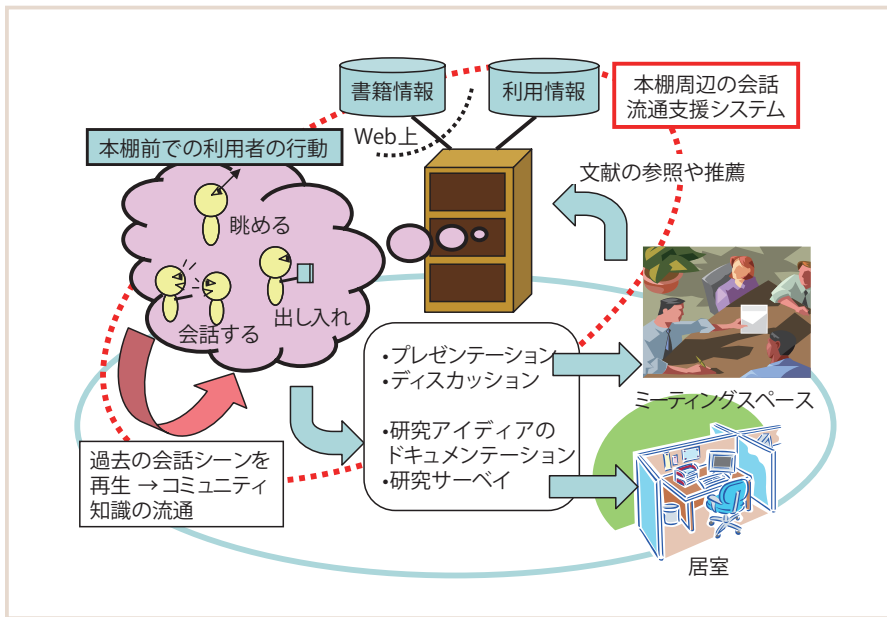 書籍情報
利用情報
本棚周辺の会話
流通支援システム
Web上
本棚前での利用者の行動
文献の参照や推薦
眺める
会話する
出し入れ
・プレゼンテーション
・ディスカッション
・研究アイディアの
ドキュメンテーション
・研究サーベイ
ミーティングスペース
過去の会話シーンを
再生 → コミュニティ
知識の流通
居室